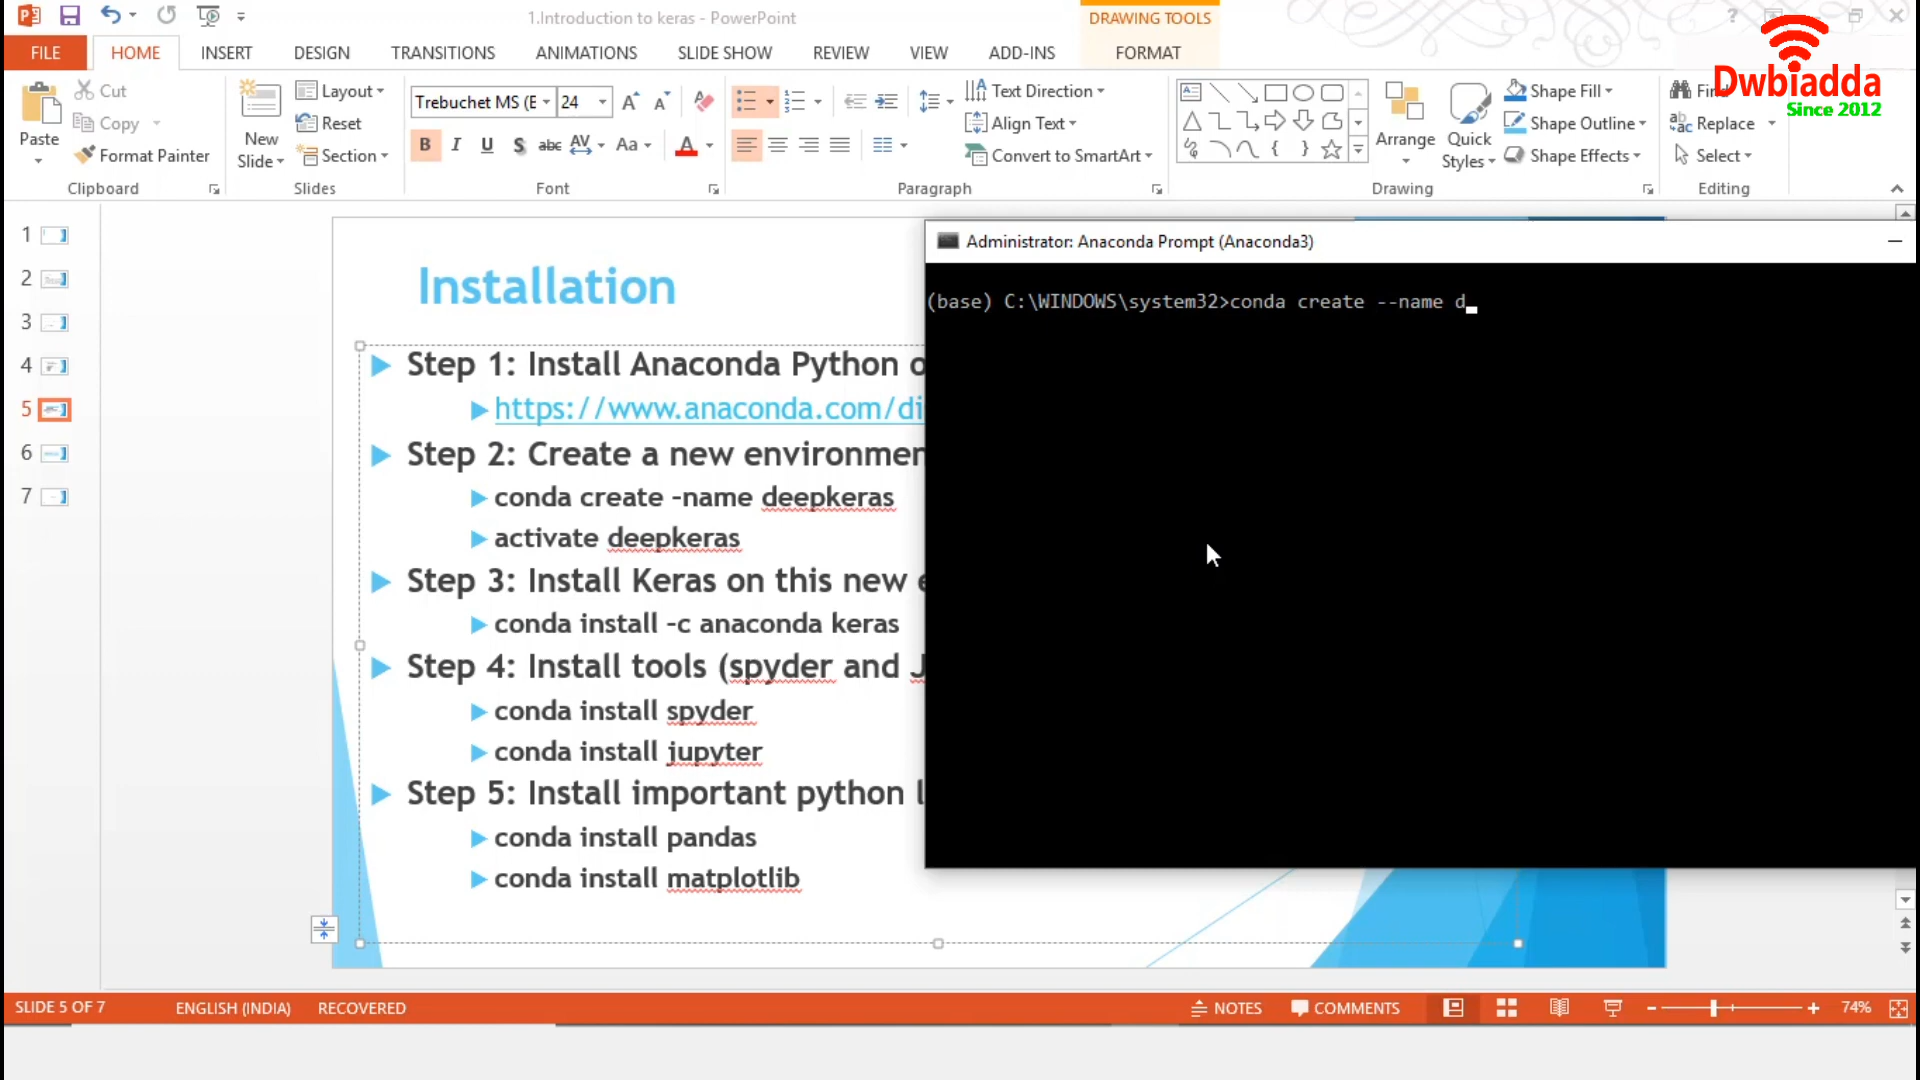 1.Introduction to keras - PowerPoint
DRAWING TOOLS
?
FILE
HOME
INSERT
DESIGN
TRANSITIONS
ANIMATIONS
SLIDE SHOW
REVIEW
VIEW
ADD-INS
FORMAT
Dwbiadda
Since 2012
Paste
Cut
Copy
Format Painter
Clipboard
New
Slide
Layout
Reset
Section
Slides
Trebuchet MS (E
24
Font
Paragraph
Text Direction
Align Text
Convert to SmartArt
Arrange
Quick
Styles
Shape Fill
Shape Outline
Shape Effects
Drawing
Replace
Select
Editing
1
2
3
4
5
6
7
Installation
Step 1: Install Anaconda Python o
https://www.anaconda.com/di
Step 2: Create a new environmen
conda create –name deepkeras
activate deepkeras
Step 3: Install Keras on this new e
conda install –c anaconda keras
Step 4: Install tools (spyder and J
conda install spyder
conda install jupyter
Step 5: Install important python l
conda install pandas
conda install matplotlib
Administrator: Anaconda Prompt (Anaconda3)
(base) C:\WINDOWS\system32>conda create --name d
SLIDE 5 OF 7
ENGLISH (INDIA)
RECOVERED
NOTES
COMMENTS
74%